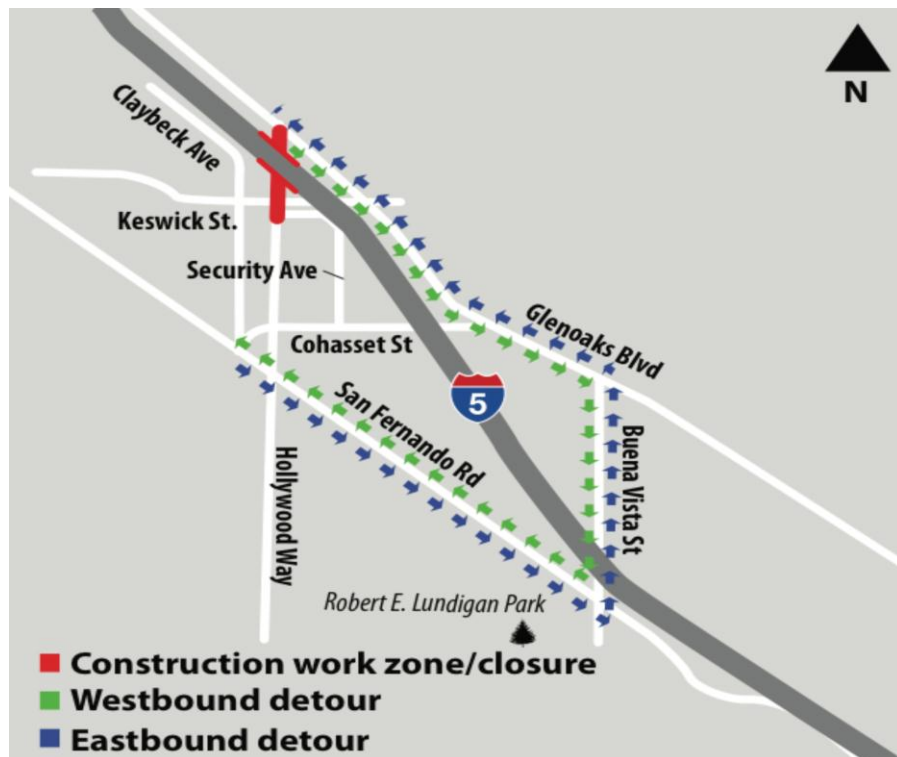 N
Claybeck Ave
Keswick St.
Security Ave
Glenoaks Blvd
Cohasset St
5
San Fernando Rd
Buena Vista St
Hollywood Way
Robert E. Lundigan Park
Construction work zone/closure
Westbound detour
Eastbound detour